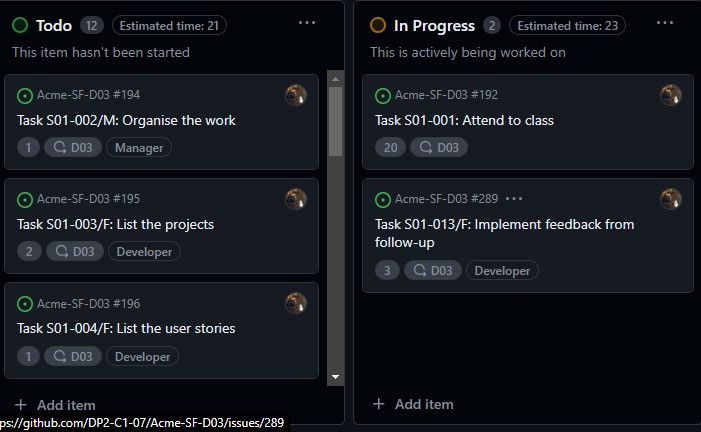 Todo 12 Estimated time: 21 ...
This item hasn't been started
Acme-SF-D03 #194
Task S01-002/M: Organise the work
1 D03 Manager
Acme-SF-D03 #195
Task S01-003/F: List the projects
2 D03 Developer
Acme-SF-D03 #196
Task S01-004/F: List the user stories
1 D03 Developer
+ Add item
In Progress 2 Estimated time: 23 ...
This is actively being worked on
Acme-SF-D03 #192
Task S01-001: Attend to class
20 D03
Acme-SF-D03 #289 ...
Task S01-013/F: Implement feedback from
follow-up
3 D03 Developer
+ Add item
ps://github.com/DP2-C1-07/Acme-SF-D03/issues/289